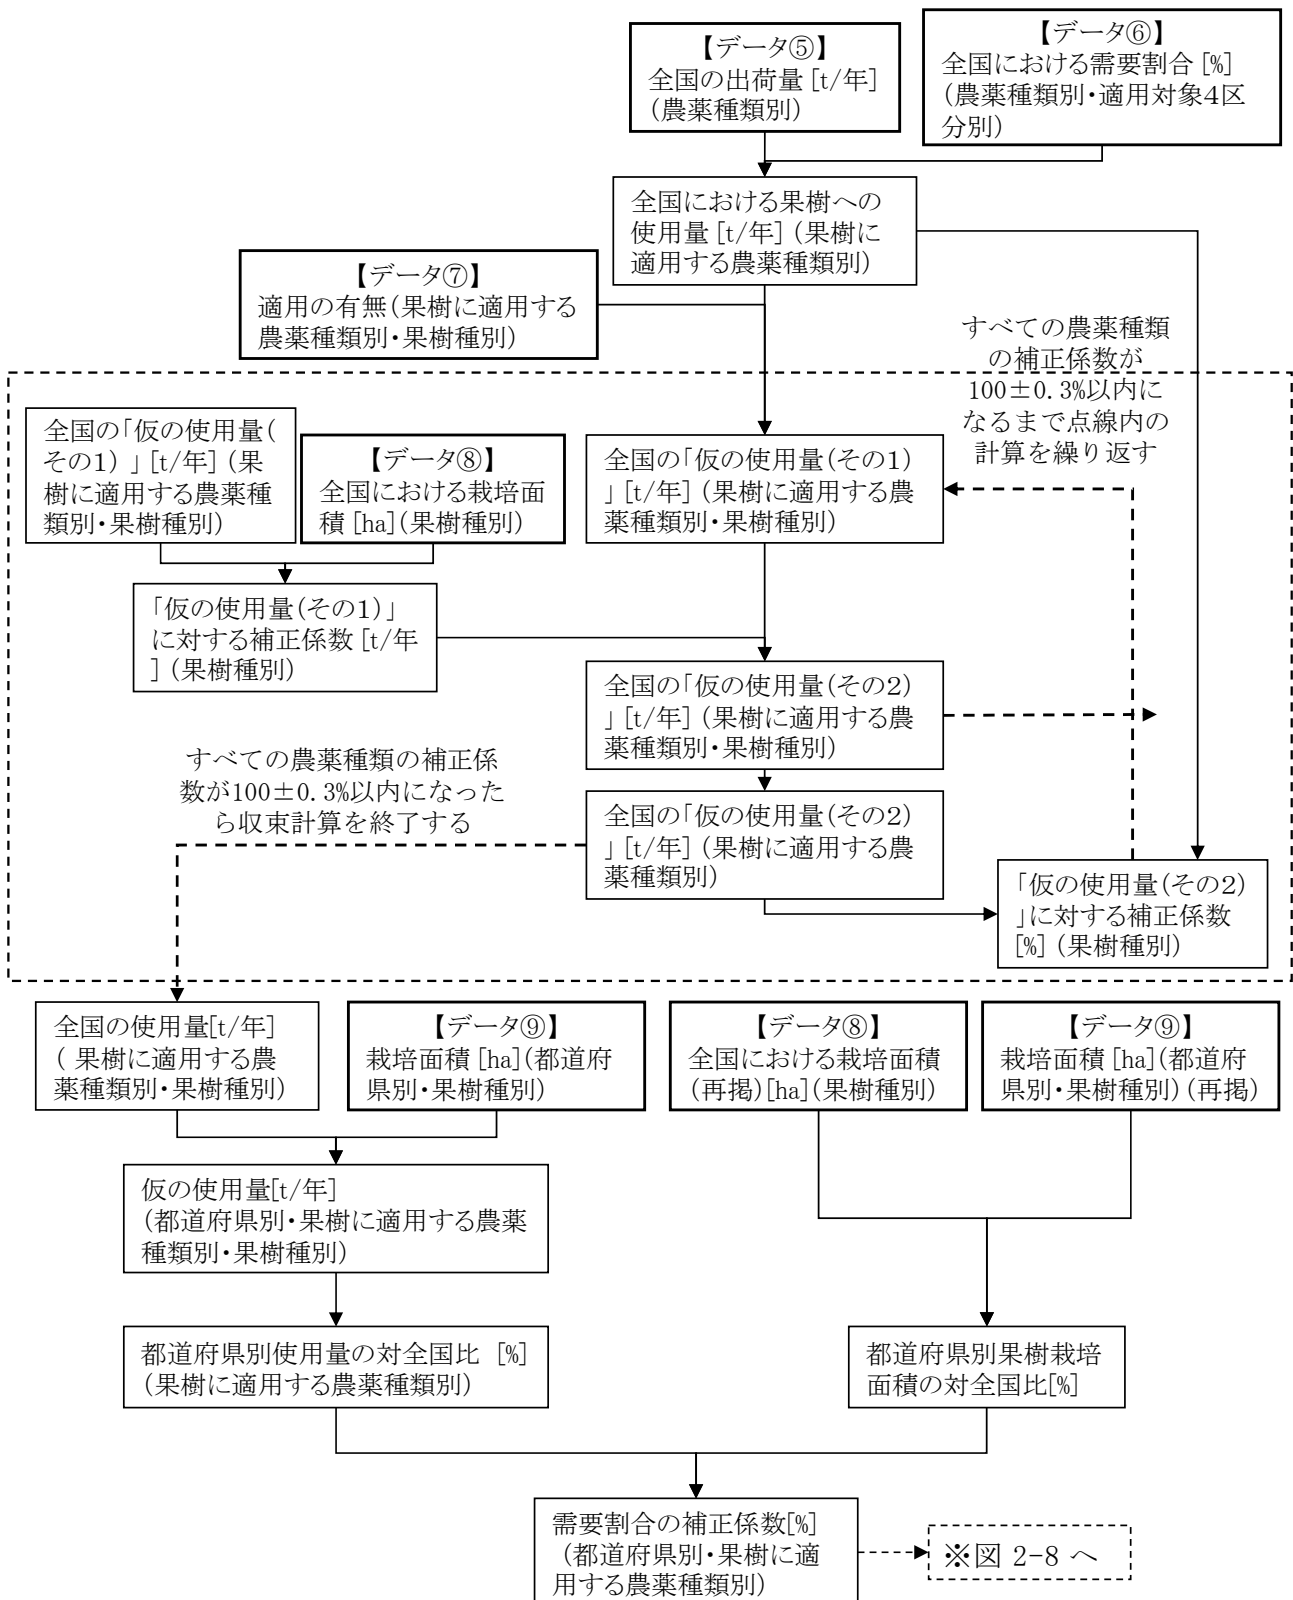 【データ⑤】
全国の出荷量[t/年]
(農薬種類別)
【データ⑥】
全国における需要割合[%]
(農薬種類別・適用対象4区
分別)
全国における果樹への
使用量[t/年](果樹に
適用する農薬種類別)
【データ⑦】
適用の有無(果樹に適用する
農薬種類別・果樹種別)
すべての農薬種類
の補正係数が
100±0.3%以内に
なるまで点線内の
計算を繰り返す
全国の「仮の使用量(
その1)」[t/年](果
樹に適用する農薬種
類別・果樹種別)
【データ⑧】
全国における栽培面
積[ha](果樹種別)
全国の「仮の使用量(その1)
」[t/年](果樹に適用する農
薬種類別・果樹種別)
「仮の使用量(その1)」
に対する補正係数[t/年
](果樹種別)
全国の「仮の使用量(その2)
」[t/年](果樹に適用する農
薬種類別・果樹種別)
すべての農薬種類の補正係
数が100±0.3%以内になった
ら収束計算を終了する
全国の「仮の使用量(その2)
」[t/年](果樹に適用する農
薬種類別)
「仮の使用量(その2)
」に対する補正係数
[%](果樹種別)
全国の使用量[t/年]
( 果樹に適用する農
薬種類別・果樹種別)
【データ⑨】
栽培面積[ha](都道府
県別・果樹種別)
【データ⑧】
全国における栽培面積
(再掲)[ha](果樹種別)
【データ⑨】
栽培面積[ha](都道府
県別・果樹種別)(再掲)
仮の使用量[t/年]
(都道府県別・果樹に適用する農薬
種類別・果樹種別)
都道府県別使用量の対全国比 [%]
(果樹に適用する農薬種類別)
都道府県別果樹栽培
面積の対全国比[%]
需要割合の補正係数[%]
(都道府県別・果樹に適
用する農薬種類別)
※図 2-8 へ